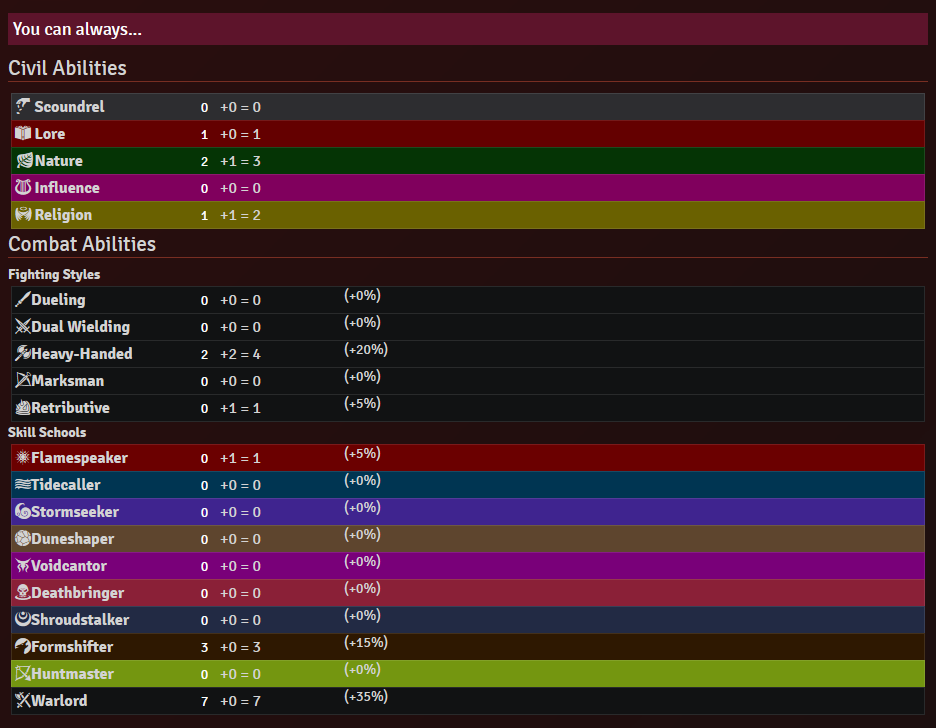 You can always...
Civil Abilities
Scoundrel 0 +0 = 0
Lore 1 +0 = 1
Nature 2 +1 = 3
Influence 0 +0 = 0
Religion 1 +1 = 2
Combat Abilities
Fighting Styles
Dueling 0 +0 = 0 (+0%)
Dual Wielding 0 +0 = 0 (+0%)
Heavy-Handed 2 +2 = 4 (+20%)
Marksman 0 +0 = 0 (+0%)
Retributive 0 +1 = 1 (+5%)
Skill Schools
Flamespeaker 0 +1 = 1 (+5%)
Tidecaller 0 +0 = 0 (+0%)
Stormseeker 0 +0 = 0 (+0%)
Duneshaper 0 +0 = 0 (+0%)
Voidcantor 0 +0 = 0 (+0%)
Deathbringer 0 +0 = 0 (+0%)
Shroudstalker 0 +0 = 0 (+0%)
Formshifter 3 +0 = 3 (+15%)
Huntmaster 0 +0 = 0 (+0%)
Warlord 7 +0 = 7 (+35%)